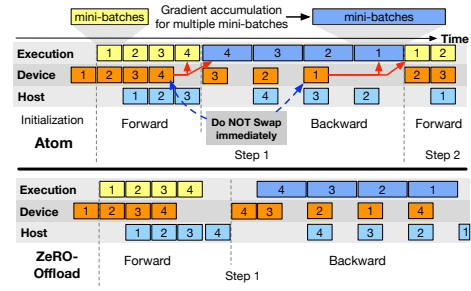 mini-batches Gradient accumulation for multiple mini-batches mini-batches
Time
Execution 1 2 3 4 4 3 2 1 1 2
Device 1 2 3 4 3 2 1 2 3
Host 1 2 3 4 3 2 1
Initialization Forward Do NOT Swap immediately Backward Forward
Atom Step 1 Step 2
Execution 1 2 3 4 4 3 2 1
Device 1 2 3 4 4 3 2 1 4
Host 1 2 3 4 4 3 2 1
ZeRO-Offload Forward Backward
Step 1